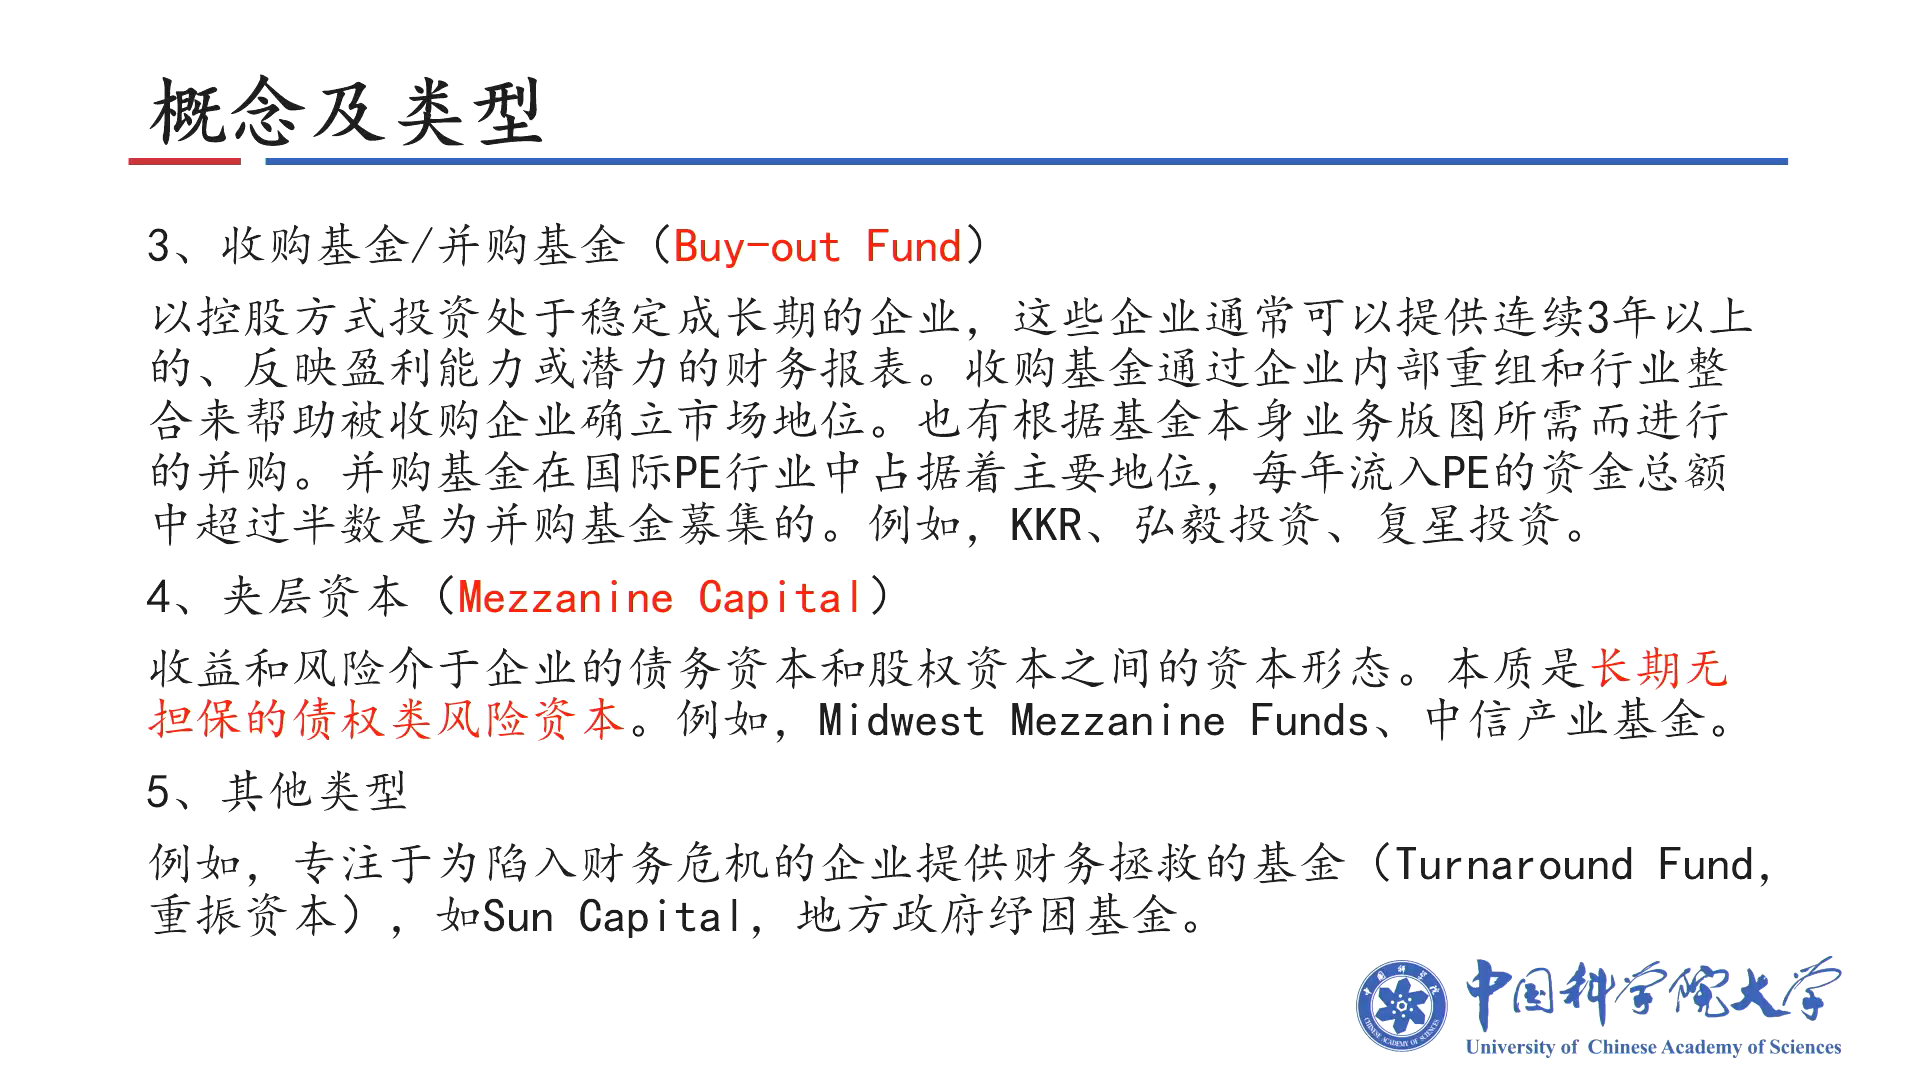 概念及类型
3、收购基金/并购基金（Buy-out Fund）
以控股方式投资处于稳定成长期的企业，这些企业通常可以提供连续3年以上
的、反映盈利能力或潜力的财务报表。收购基金通过企业内部重组和行业整
合来帮助被收购企业确立市场地位。也有根据基金本身业务版图所需而进行
的并购。并购基金在国际PE行业中占据着主要地位，每年流入PE的资金总额
中超过半数是为并购基金募集的。例如，KKR、弘毅投资、复星投资。
4、夹层资本（Mezzanine Capital）
收益和风险介于企业的债务资本和股权资本之间的资本形态。本质是长期无
担保的债权类风险资本。例如，Midwest Mezzanine Funds、中信产业基金。
5、其他类型
例如，专注于为陷入财务危机的企业提供财务拯救的基金（Turnaround Fund，
重振资本），如Sun Capital，地方政府纾困基金。
中国科学院大学
University of Chinese Academy of Sciences
中国科学院
CHINESE ACADEMY OF SCIENCES